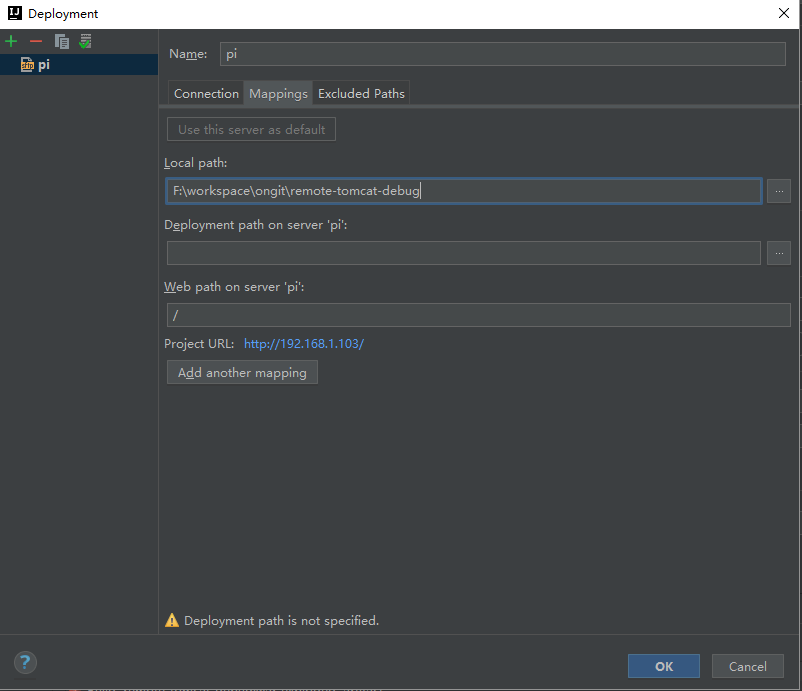 Deployment
pi
Name: pi
Connection Mappings Excluded Paths
Use this server as default
Local path:
F:\workspace\ongit\remote-tomcat-debug
...
Deployment path on server 'pi':
...
Web path on server 'pi':
/
Project URL: http://192.168.1.103/
Add another mapping
Deployment path is not specified.
?
OK Cancel